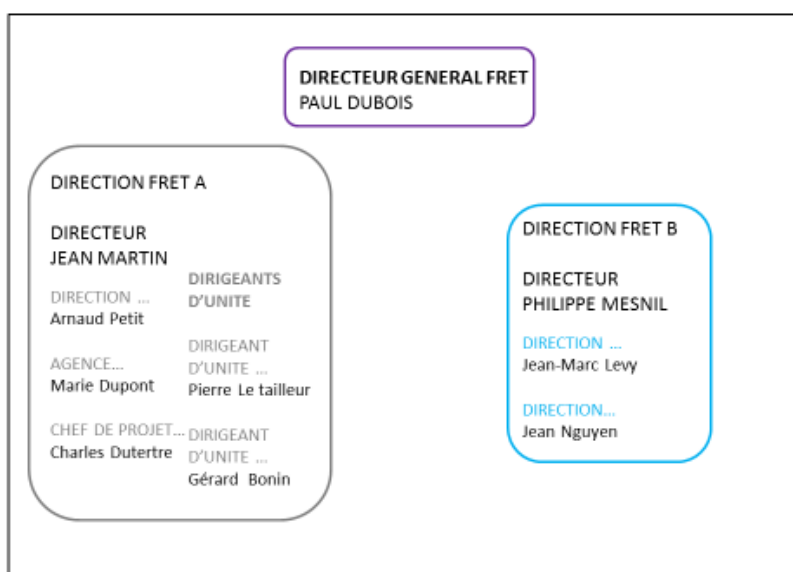 DIRECTEUR GENERAL FRET
PAUL DUBOIS
DIRECTION FRET A
DIRECTEUR
JEAN MARTIN
DIRECTION ...
Arnaud Petit
AGENCE...
Marie Dupont
CHEF DE PROJET...
Charles Dutertre
DIRIGEANTS
D'UNITE
DIRIGEANT
D'UNITE ...
Pierre Le tailleur
DIRIGEANT
D'UNITE ...
Gérard Bonin
DIRECTION FRET B
DIRECTEUR
PHILIPPE MESNIL
DIRECTION ...
Jean-Marc Levy
DIRECTION...
Jean Nguyen